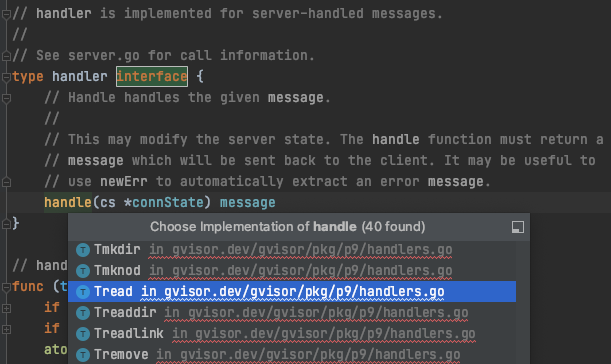 // handler is implemented for server-handled messages.
//
// See server.go for call information.
type handler interface {
// Handle handles the given message.
//
// This may modify the server state. The handle function must return a
// message which will be sent back to the client. It may be useful to
// use newErr to automatically extract an error message.
handle(cs *connState) message
}
Choose Implementation of handle (40 found)
T Tmkdir in gvisor.dev/gvisor/pkg/p9/handlers.go
T Tmknod in gvisor.dev/gvisor/pkg/p9/handlers.go
T Tread in gvisor.dev/gvisor/pkg/p9/handlers.go
T Treaddir in gvisor.dev/gvisor/pkg/p9/handlers.go
T Treadlink in gvisor.dev/gvisor/pkg/p9/handlers.go
T Tremove in gvisor.dev/gvisor/pkg/p9/handlers.go
// hand
func (t
if
if
ato